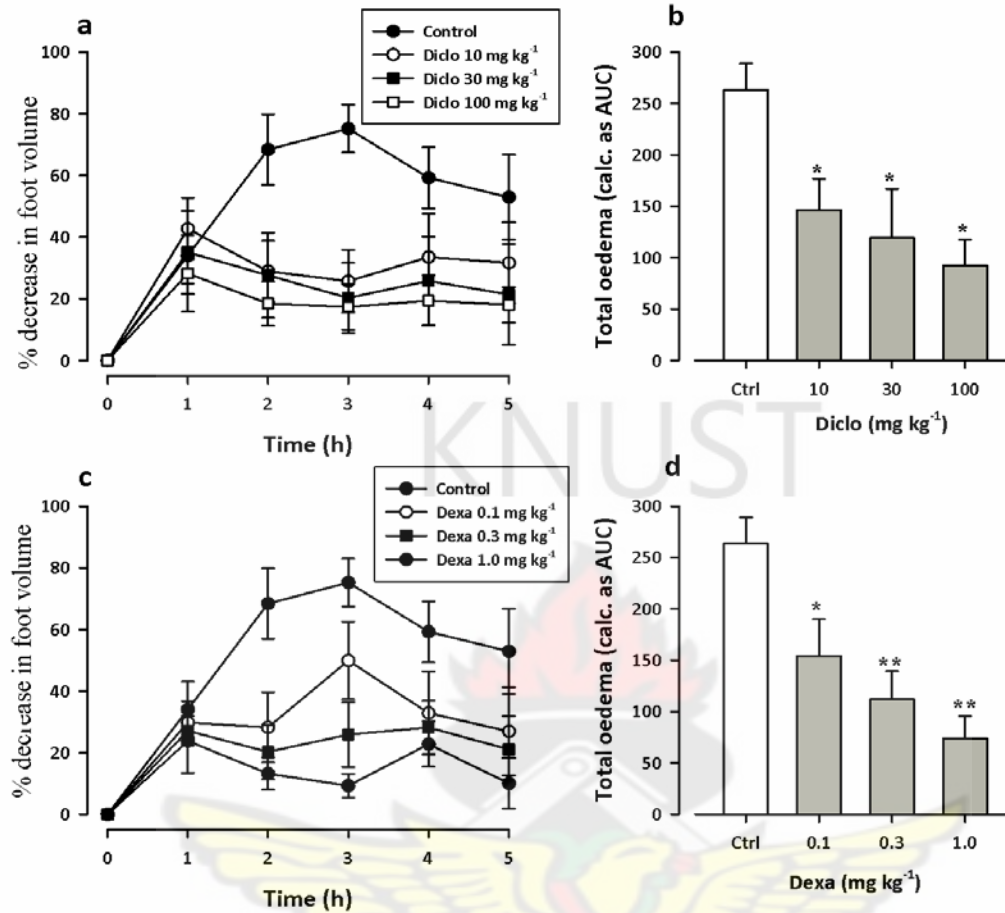 a
Control
Diclo 10 mg kg-1
Diclo 30 mg kg-1
Diclo 100 mg kg-1
% decrease in foot volume
100
80
60
40
20
0
0 1 2 3 4 5
Time (h)
b
Total oedema (calc. as AUC)
300
250
200
150
100
50
0
* * *
Ctrl 10 30 100
Diclo (mg kg-1)
KNUST
c
Control
Dexa 0.1 mg kg-1
Dexa 0.3 mg kg-1
Dexa 1.0 mg kg-1
% decrease in foot volume
100
80
60
40
20
0
0 1 2 3 4 5
Time (h)
d
Total oedema (calc. as AUC)
300
250
200
150
100
50
0
* ** **
Ctrl 0.1 0.3 1.0
Dexa (mg kg-1)